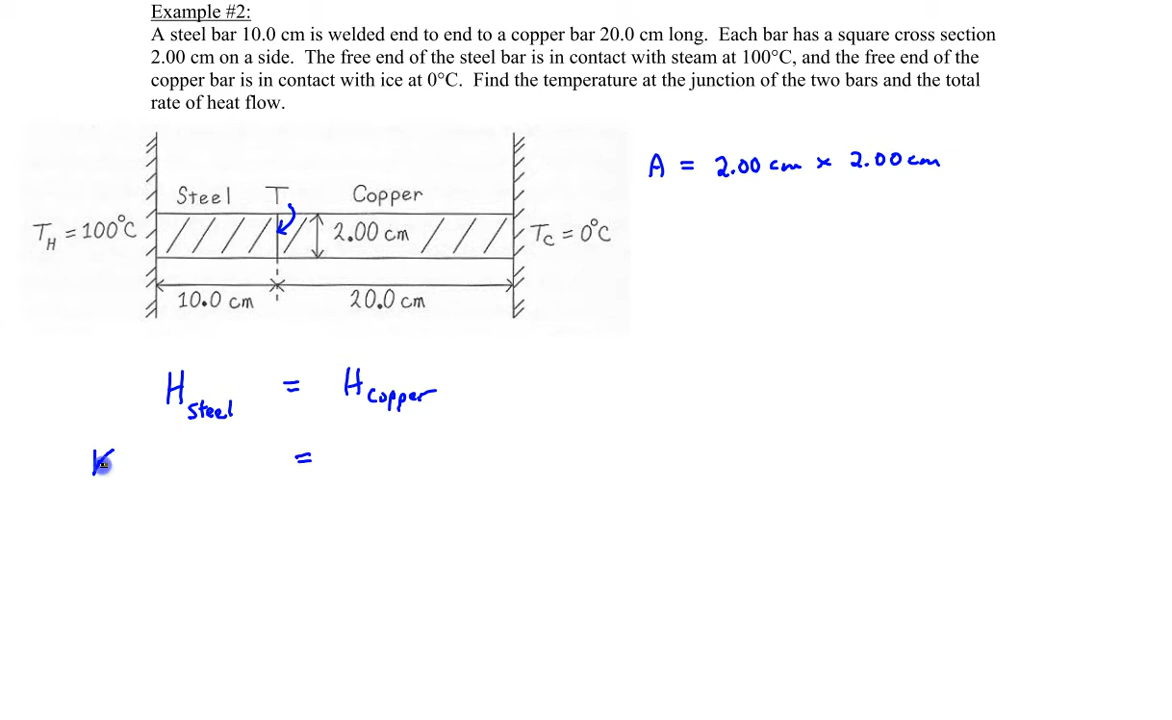 Example #2:
A steel bar 10.0 cm is welded end to end to a copper bar 20.0 cm long. Each bar has a square cross section
2.00 cm on a side. The free end of the steel bar is in contact with steam at 100°C, and the free end of the
copper bar is in contact with ice at 0°C. Find the temperature at the junction of the two bars and the total
rate of heat flow.
A = 2.00 cm × 2.00 cm
Steel T Copper
T_H = 100°C 2.00 cm T_C = 0°C
10.0 cm 20.0 cm
H_steel = H_copper
K =